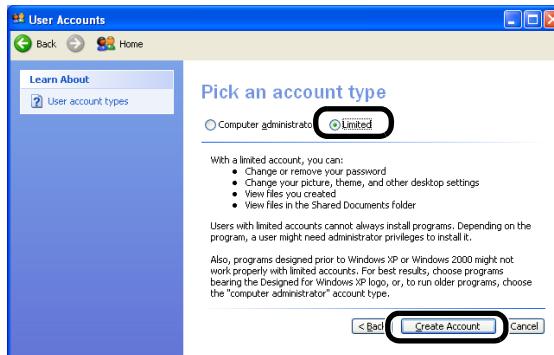 User Accounts
Back Home
Learn About
User account types
Pick an account type
Computer administrato Limited
With a limited account, you can:
• Change or remove your password
• Change your picture, theme, and other desktop settings
• View files you created
• View files in the Shared Documents folder
Users with limited accounts cannot always install programs. Depending on the
program, a user might need administrator privileges to install it.
Also, programs designed prior to Windows XP or Windows 2000 might not
work properly with limited accounts. For best results, choose programs
bearing the Designed for Windows XP logo, or, to run older programs, choose
the "computer administrator" account type.
< Back Create Account Cancel